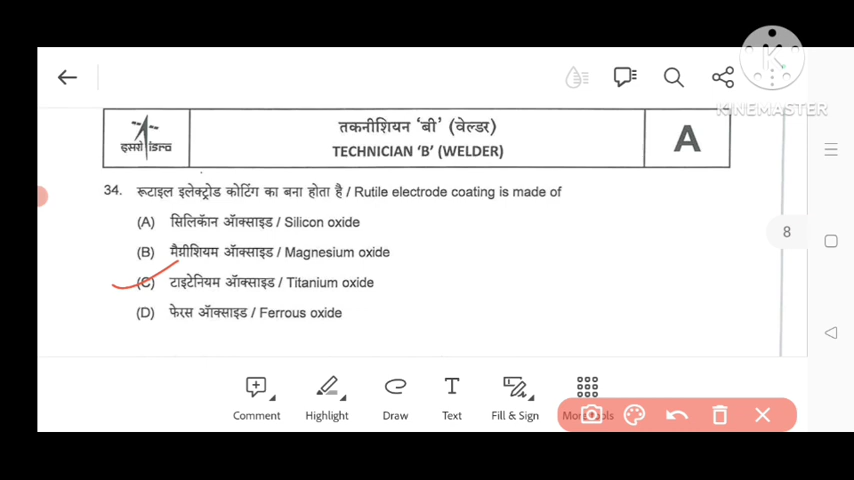 KINEMASTER
इसरो isro
तकनीशियन 'बी' (वेल्डर)
TECHNICIAN 'B' (WELDER)
A
34. रूटाइल इलेक्ट्रोड कोटिंग का बना होता है / Rutile electrode coating is made of
(A) सिलिकॅान ऑक्साइड / Silicon oxide
8
(B) मैग्नीशियम ऑक्साइड / Magnesium oxide
(C) टाइटेनियम ऑक्साइड / Titanium oxide
(D) फेरस ऑक्साइड / Ferrous oxide
Comment
Highlight
Draw
T
Text
Fill & Sign